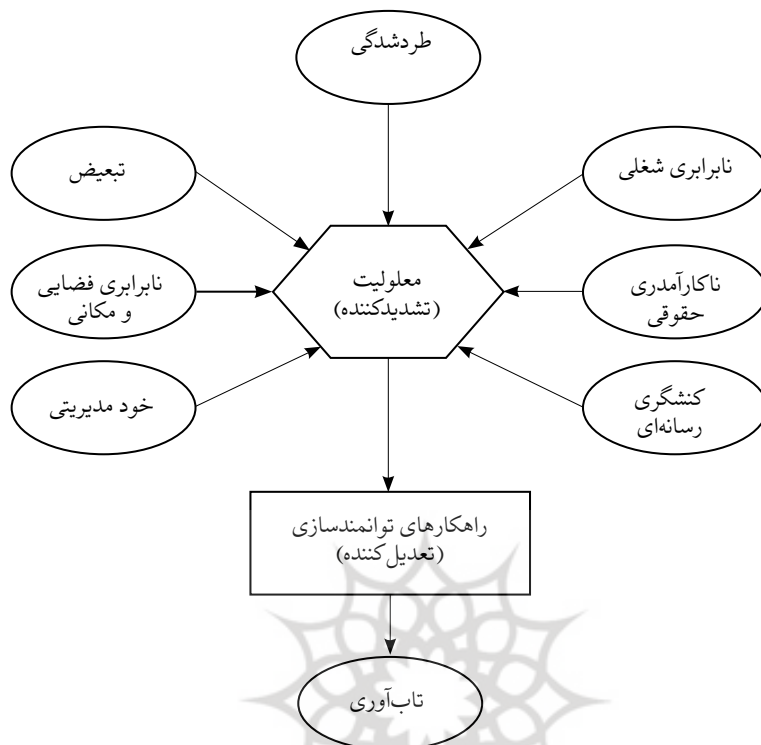 طردشدگی
نابرابری شغلی
تبعیض
معلولیت
(تشدیدکننده)
ناکارآمدری
حقوقی
نابرابری فضایی
و مکانی
کنشگری
رسانه‌ای
خود مدیریتی
راهکارهای توانمندسازی
(تعدیل‌کننده)
تاب‌آوری